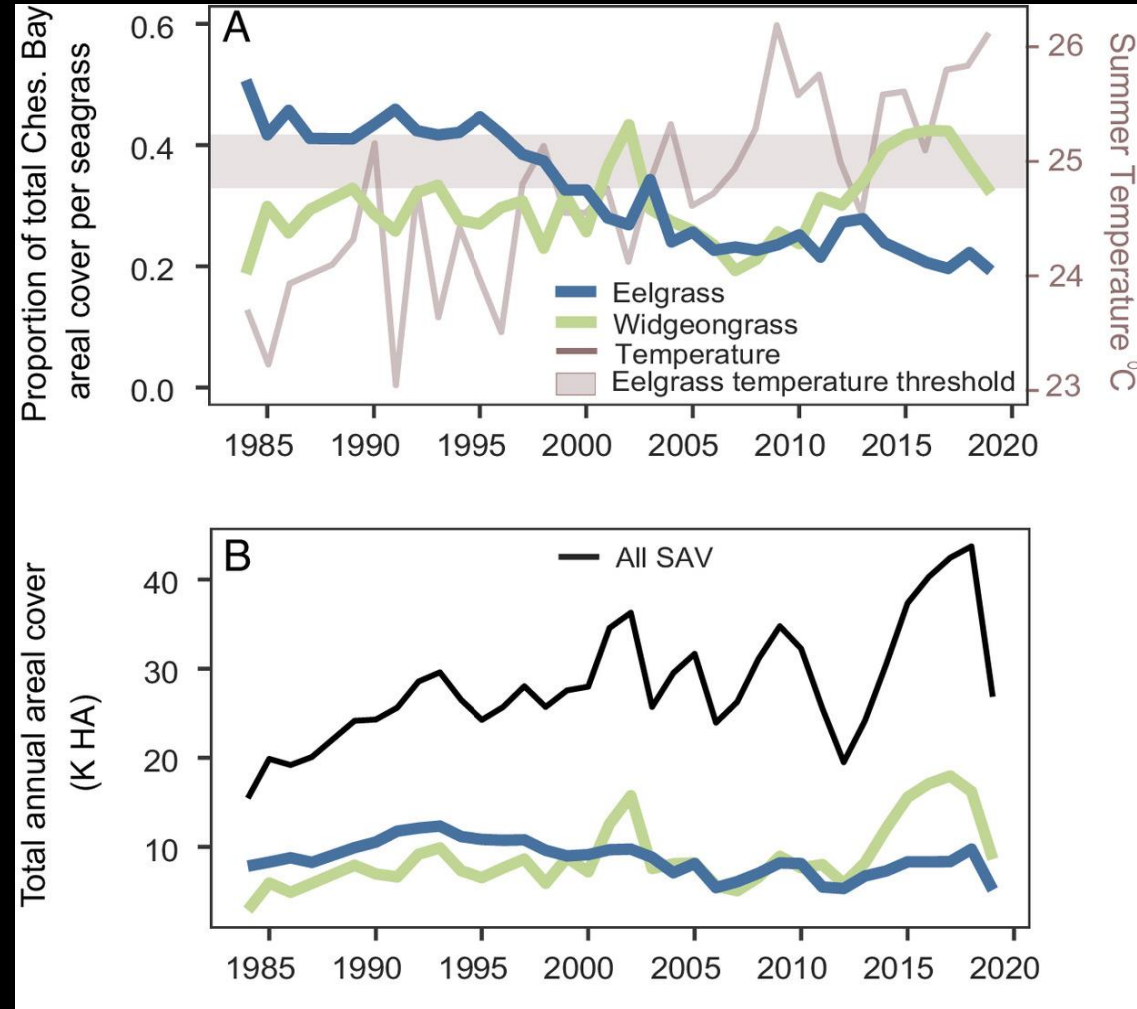 A
Proportion of total Ches. Bay
areal cover per seagrass
0.6
0.4
0.2
0.0
Eelgrass
Widgeongrass
Temperature
Eelgrass temperature threshold
26
25
24
23
Summer Temperature ⁰C
1985 1990 1995 2000 2005 2010 2015 2020
B
Total annual areal cover
(K HA)
40
30
20
10
All SAV
1985 1990 1995 2000 2005 2010 2015 2020